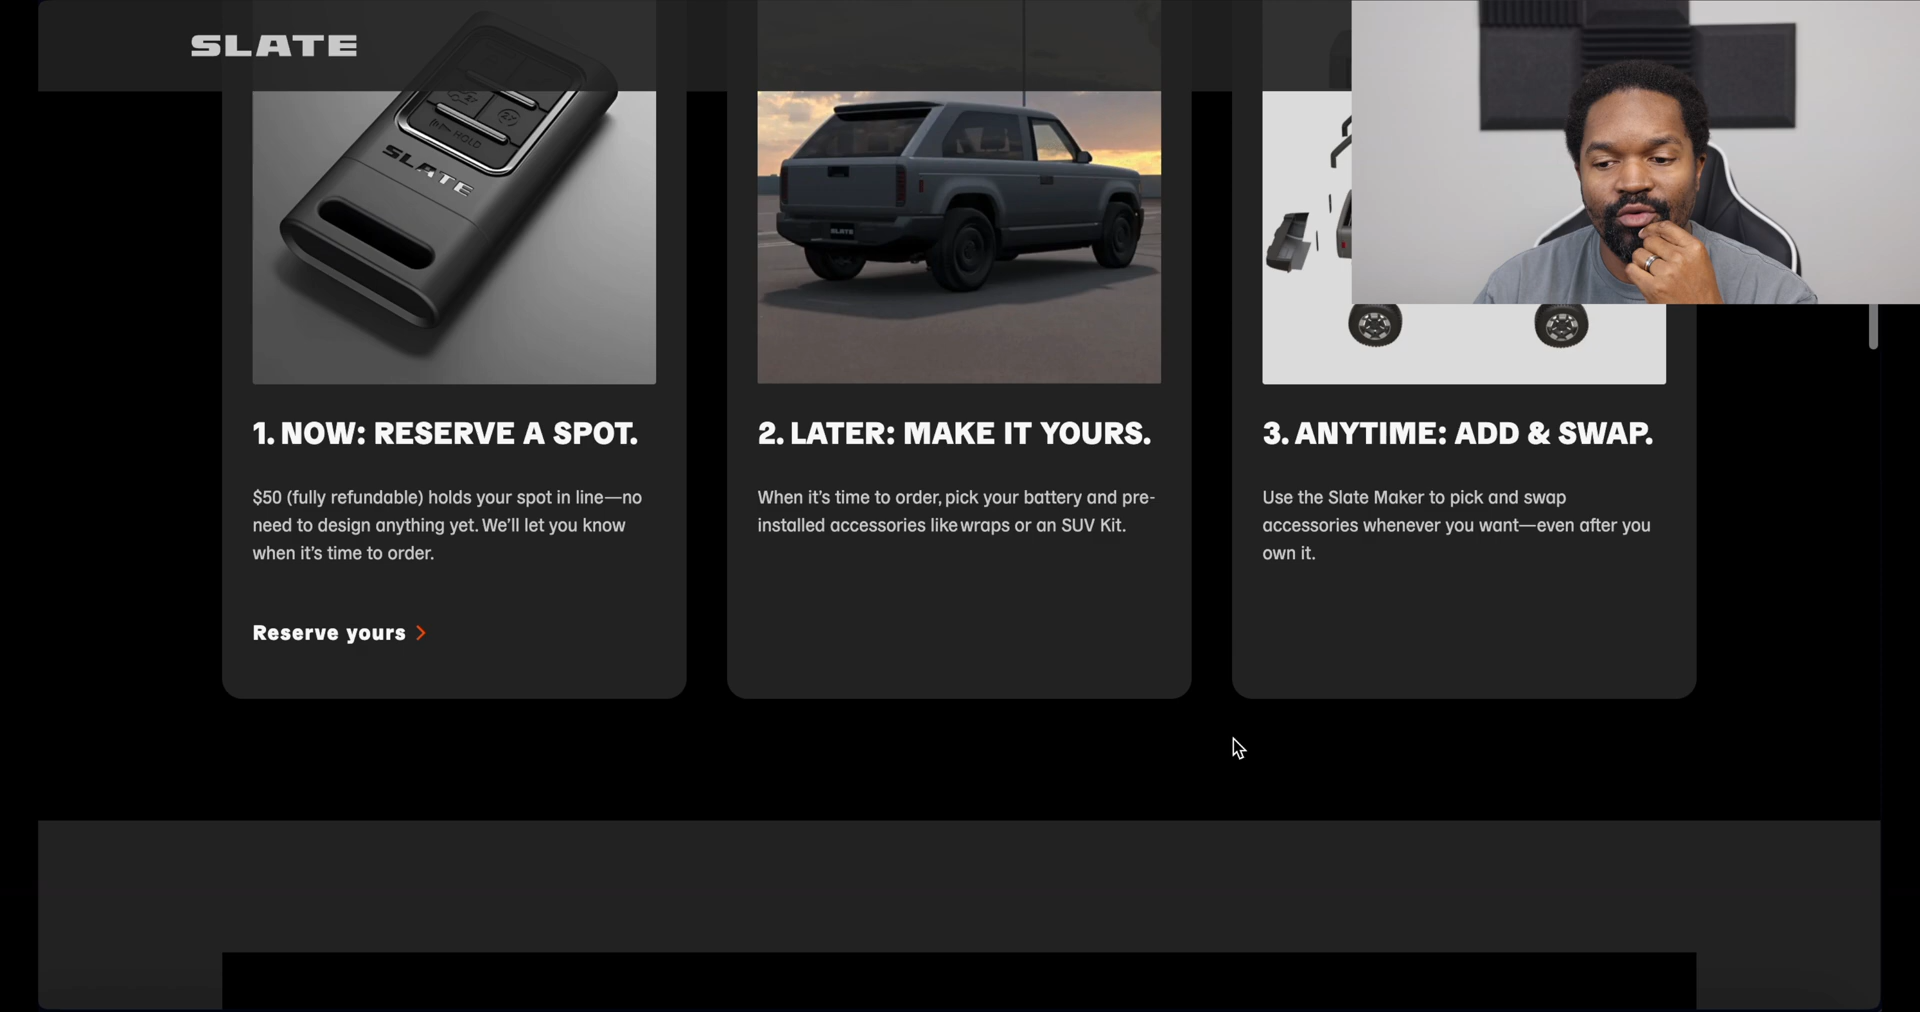 SLATE
HOLD
SLATE
SLATE
1. NOW: RESERVE A SPOT.
$50 (fully refundable) holds your spot in line—no
need to design anything yet. We'll let you know
when it's time to order.
Reserve yours
2. LATER: MAKE IT YOURS.
When it's time to order, pick your battery and pre-
installed accessories like wraps or an SUV Kit.
3. ANYTIME: ADD & SWAP.
Use the Slate Maker to pick and swap
accessories whenever you want—even after you
own it.